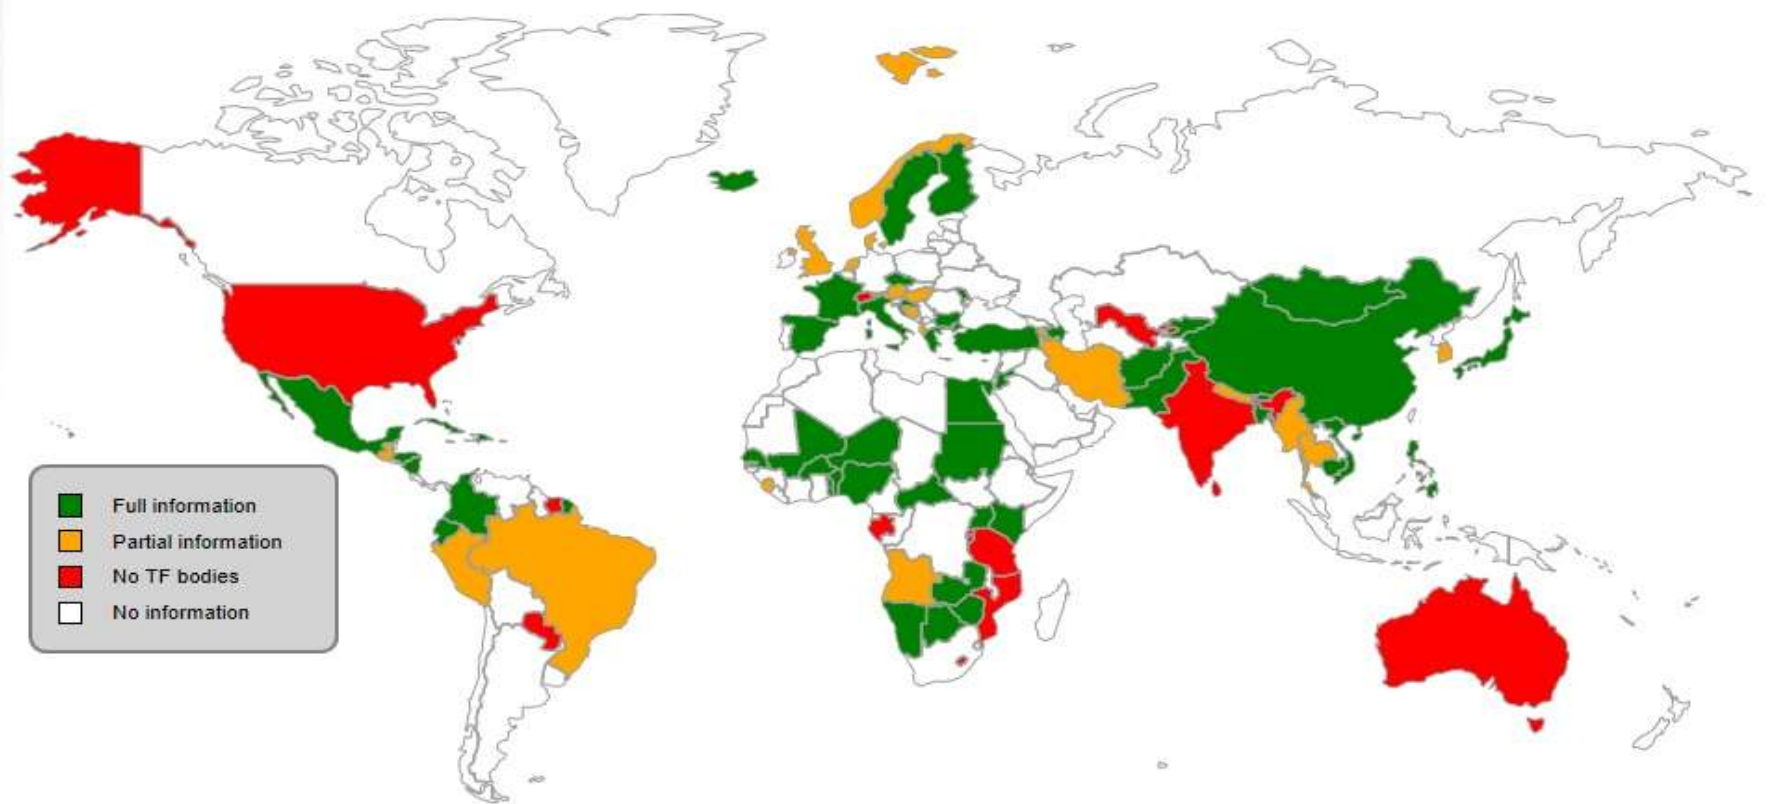 Full information
Partial information
No TF bodies
No information